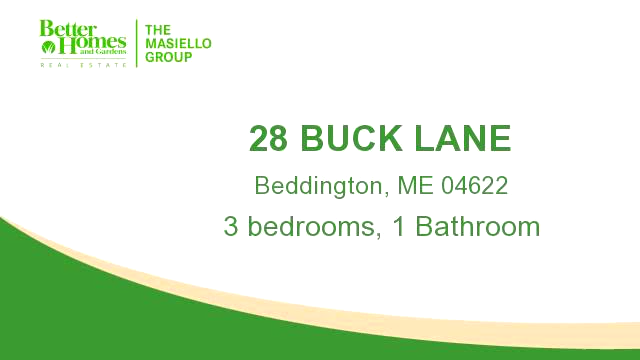 Better
Homes
and Gardens
REAL ESTATE
THE
MASIELLO
GROUP
28 BUCK LANE
Beddington, ME 04622
3 bedrooms, 1 Bathroom